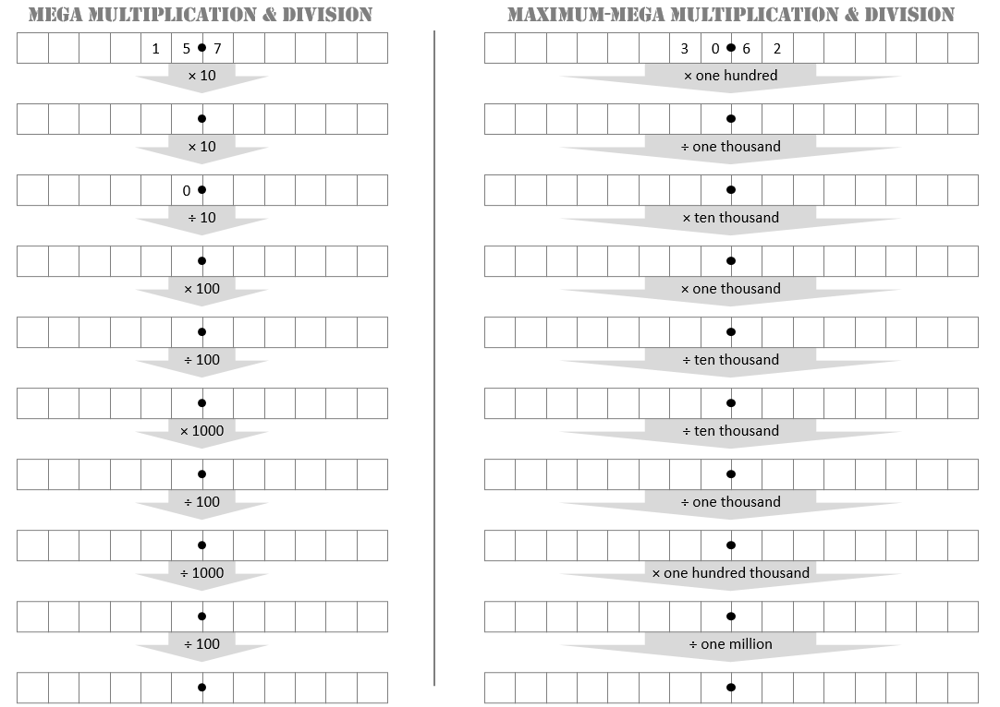 MEGA MULTIPLICATION & DIVISION
1 5 • 7
× 10
•
× 10
0 •
÷ 10
•
× 100
•
÷ 100
•
× 1000
•
÷ 100
•
÷ 1000
•
÷ 100
•
MAXIMUM-MEGA MULTIPLICATION & DIVISION
3 0 • 6 2
× one hundred
•
÷ one thousand
•
× ten thousand
•
× one thousand
•
÷ ten thousand
•
÷ ten thousand
•
÷ one thousand
•
× one hundred thousand
•
÷ one million
•